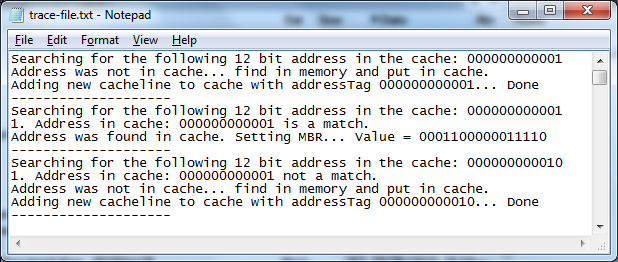 trace-file.txt - Notepad
File Edit Format View Help
Searching for the following 12 bit address in the cache: 000000000001
Address was not in cache... find in memory and put in cache.
Adding new cacheline to cache with addressTag 000000000001... Done
--------------------
Searching for the following 12 bit address in the cache: 000000000001
1. Address in cache: 000000000001 is a match.
Address was found in cache. Setting MBR... Value = 0001100000011110
--------------------
Searching for the following 12 bit address in the cache: 000000000010
1. Address in cache: 000000000001 not a match.
Address was not in cache... find in memory and put in cache.
Adding new cacheline to cache with addressTag 000000000010... Done
--------------------